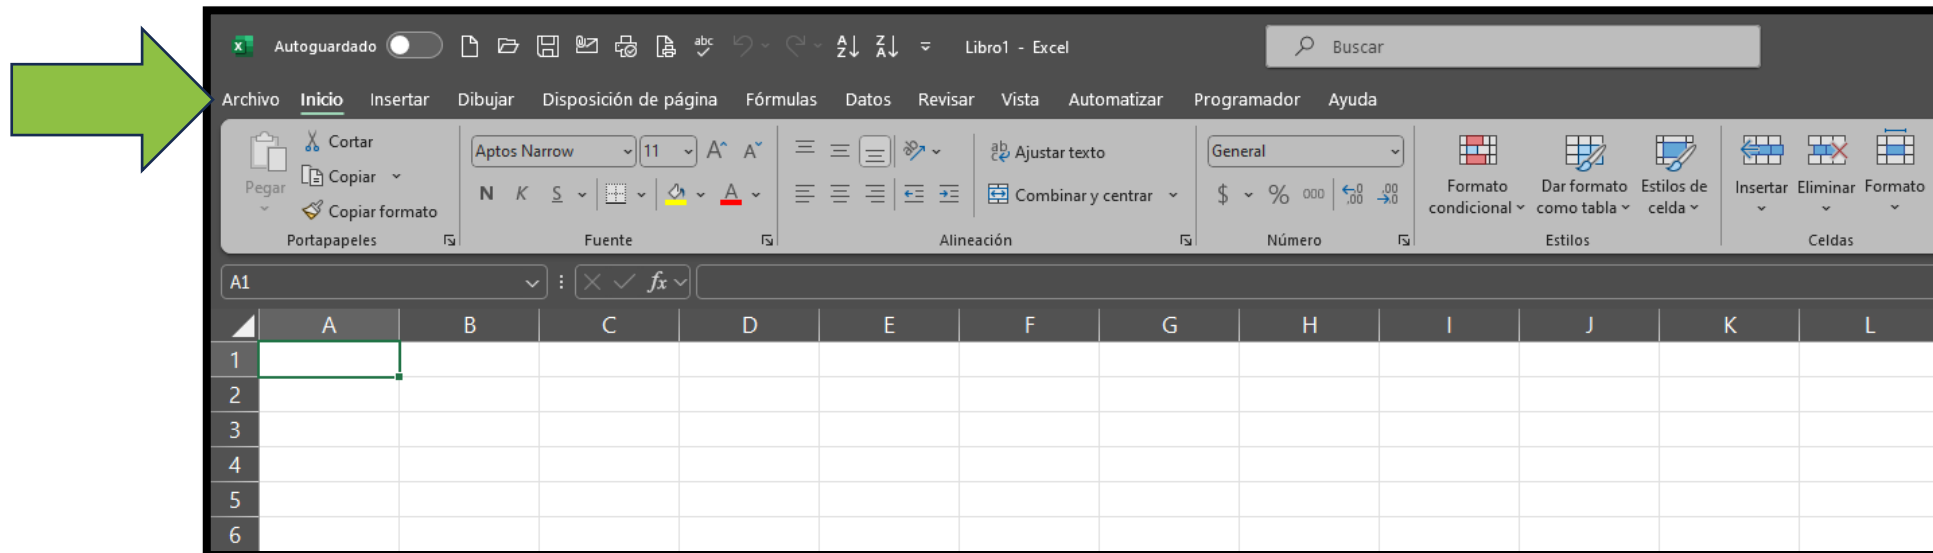 Autoguardado Libro1 - Excel Buscar
Archivo Inicio Insertar Dibujar Disposición de página Fórmulas Datos Revisar Vista Automatizar Programador Ayuda
Pegar
Cortar
Copiar
Copiar formato
Portapapeles
Aptos Narrow 11 A A
N K S A
Fuente
ab Ajustar texto
Combinar y centrar
Alineación
General
$ % 000
Número
Formato condicional
Dar formato como tabla
Estilos de celda
Estilos
Insertar Eliminar Formato
Celdas
A1 fx
A B C D E F G H I J K L
1
2
3
4
5
6